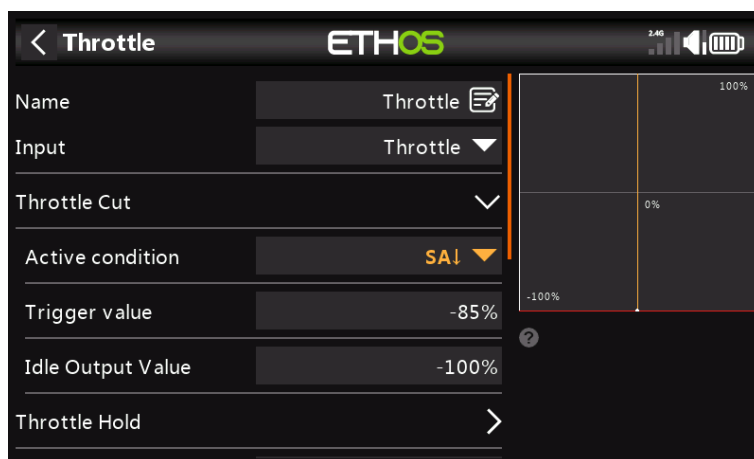 Throttle
ETHOS
2.4G
Name
Throttle
Input
Throttle
Throttle Cut
Active condition
SA↓
Trigger value
-85%
Idle Output Value
-100%
Throttle Hold
100%
0%
-100%
?